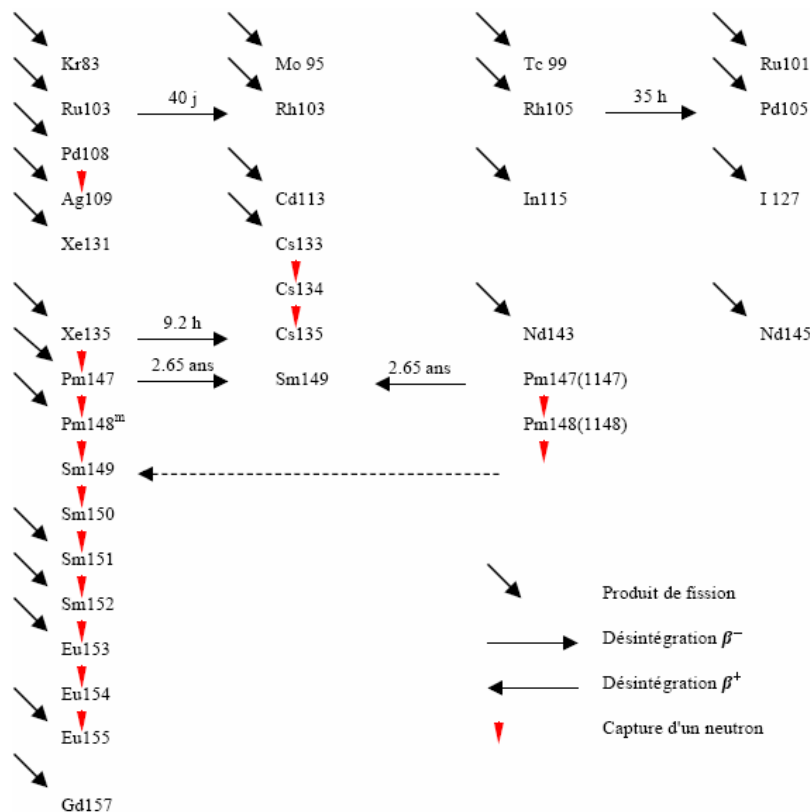 Kr83 Mo 95 Tc 99 Ru101
40 j 35 h
Ru103 Rh103 Rh105 Pd105
Pd108
Ag109 Cd113 In115 I 127
Xe131 Cs133
Cs134
9.2 h
Xe135 Cs135 Nd143 Nd145
2.65 ans 2.65 ans
Pm147 Sm149 Pm147(1147)
Pm148m Pm148(1148)
Sm149
Sm150
Sm151
Produit de fission
Sm152
Désintégration β−
Eu153
Désintégration β+
Eu154
Capture d'un neutron
Eu155
Gd157